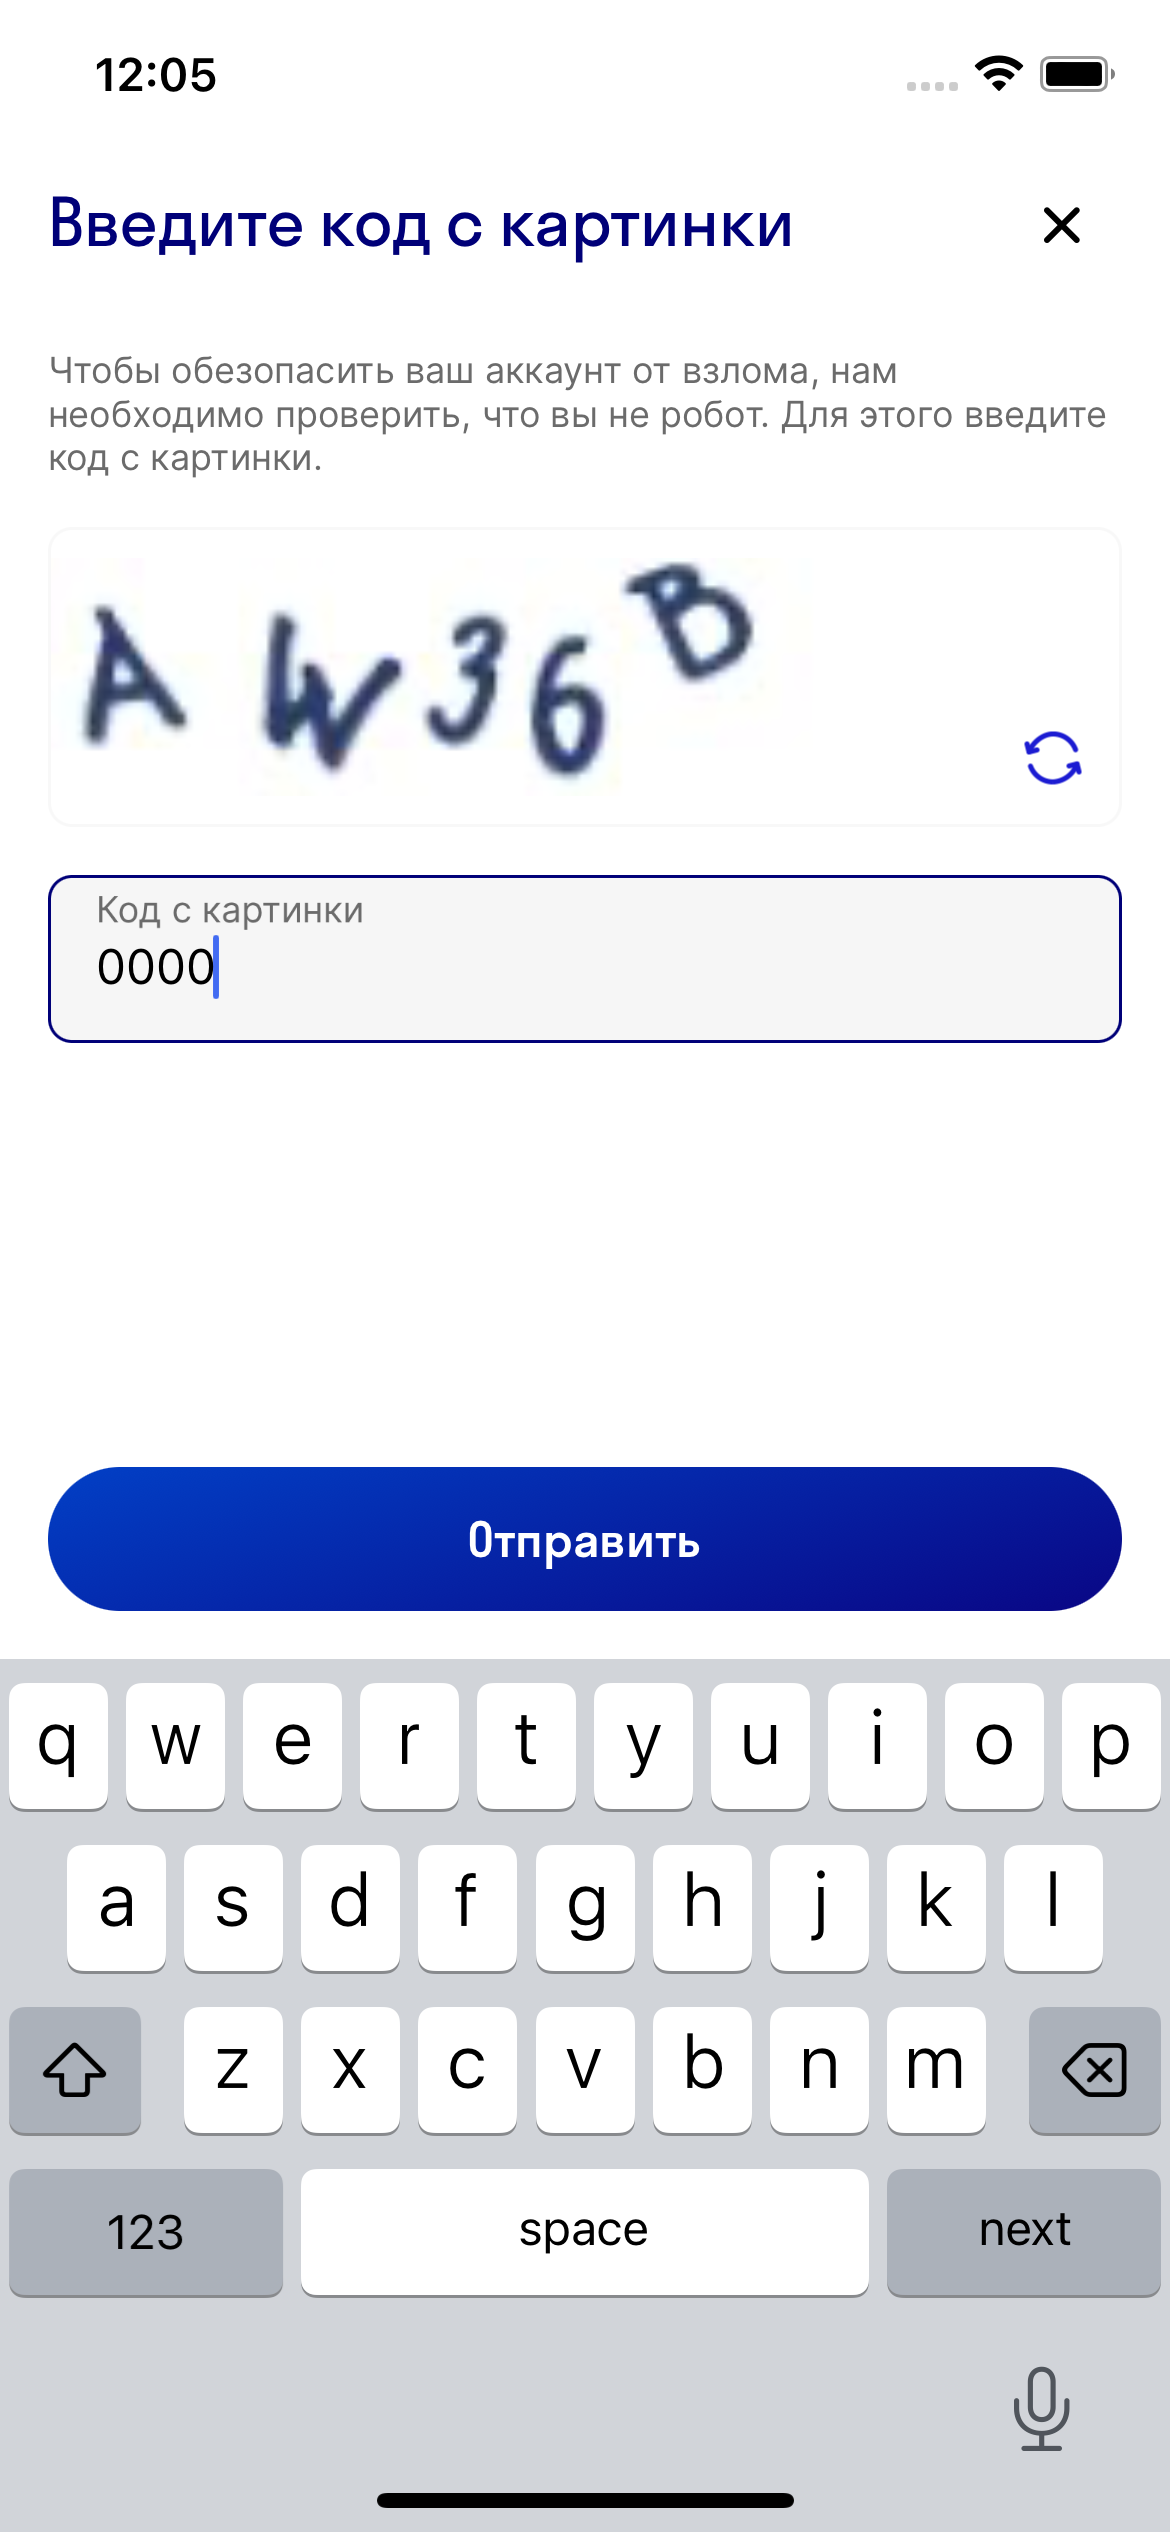 12:05
Введите код с картинки
Чтобы обезопасить ваш аккаунт от взлома, нам
необходимо проверить, что вы не робот. Для этого введите
код с картинки.
A W 3 6 B
Код с картинки
0000
Отправить
q w e r t y u i o p
a s d f g h j k l
z x c v b n m
123 space next